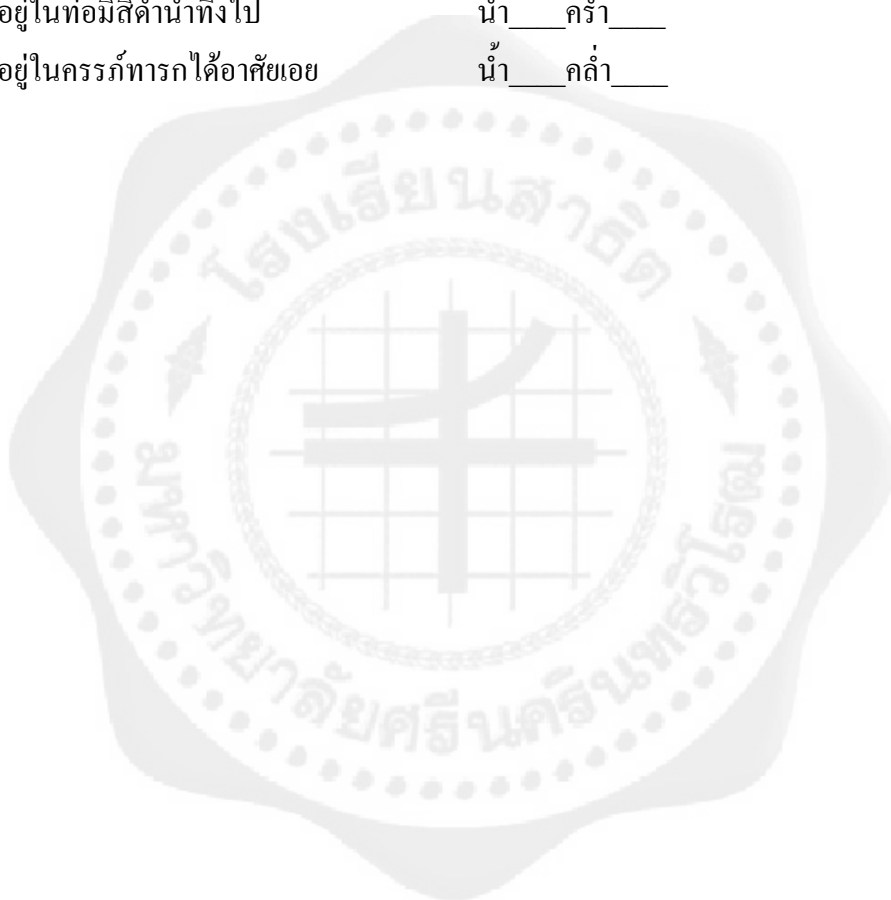 อยู่ในท่อมีสีดำนำทิ้งไป น้ำ____ครำ____
อยู่ในครรภ์ทารกได้อาศัยเอย น้ำ____คล่ำ____
โรงเรียนสาธิต
มหาวิทยาลัยศรีนครินทรวิโรฒ